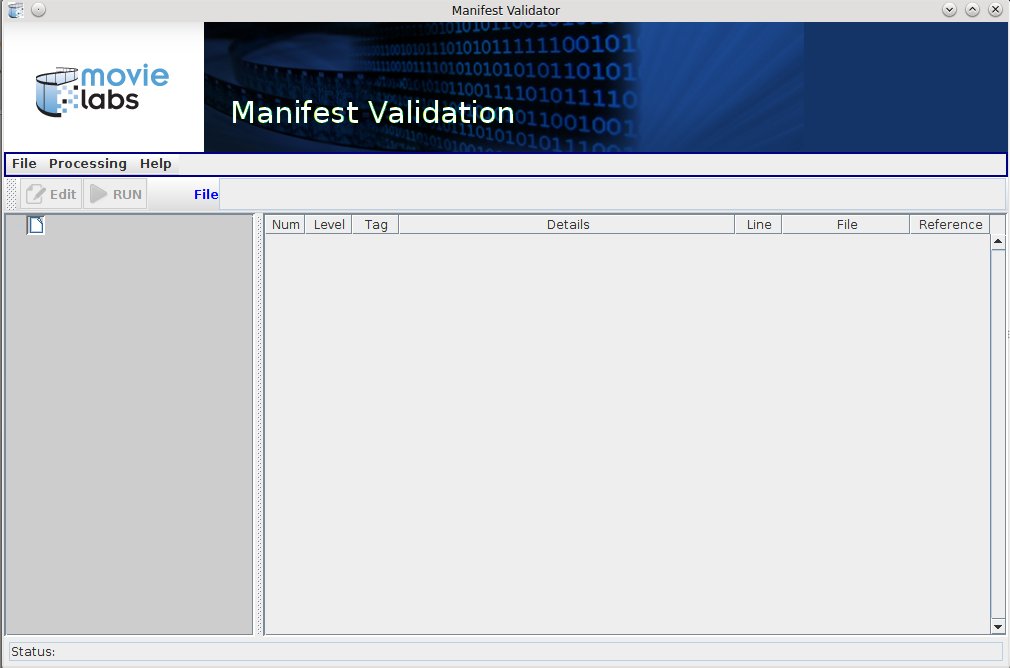 Manifest Validator
movie
labs
Manifest Validation
File Processing Help
Edit RUN File
Num Level Tag Details Line File Reference
Status: